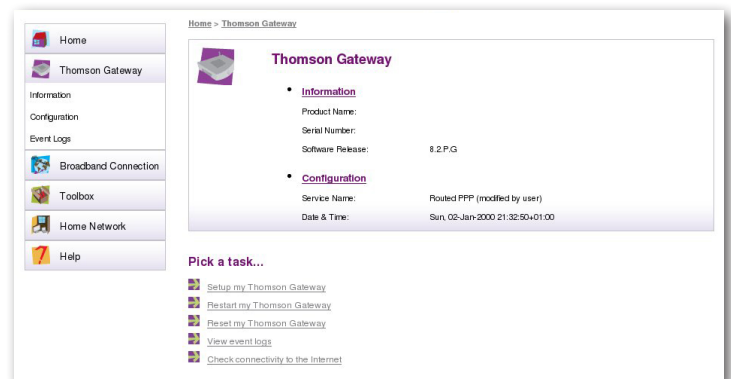 Home > Thomson Gateway
Home
Thomson Gateway
Information
Configuration
Event Logs
Broadband Connection
Toolbox
Home Network
Help
Thomson Gateway
Information
Product Name:
Serial Number:
Software Release: 8.2.P.G
Configuration
Service Name: Routed PPP (modified by user)
Date & Time: Sun, 02-Jan-2000 21:32:50+01:00
Pick a task...
Setup my Thomson Gateway
Restart my Thomson Gateway
Reset my Thomson Gateway
View event logs
Check connectivity to the Internet